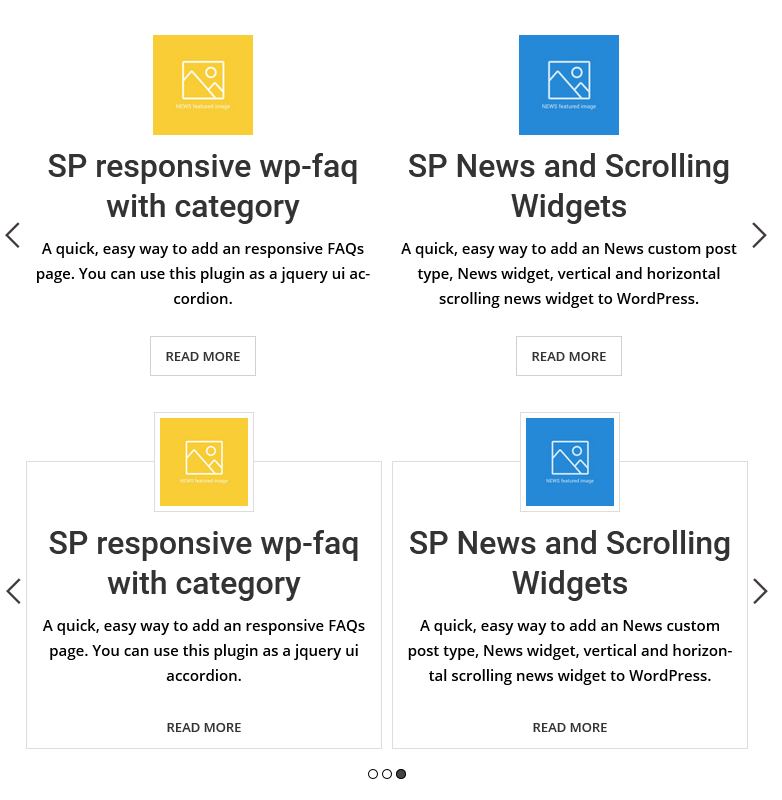 NEWS featured image
SP responsive wp-faq
with category
A quick, easy way to add an responsive FAQs
page. You can use this plugin as a jquery ui ac-
cordion.
READ MORE
NEWS featured image
SP News and Scrolling
Widgets
A quick, easy way to add an News custom post
type, News widget, vertical and horizontal
scrolling news widget to WordPress.
READ MORE
NEWS featured image
SP responsive wp-faq
with category
A quick, easy way to add an responsive FAQs
page. You can use this plugin as a jquery ui
accordion.
READ MORE
NEWS featured image
SP News and Scrolling
Widgets
A quick, easy way to add an News custom
post type, News widget, vertical and horizon-
tal scrolling news widget to WordPress.
READ MORE